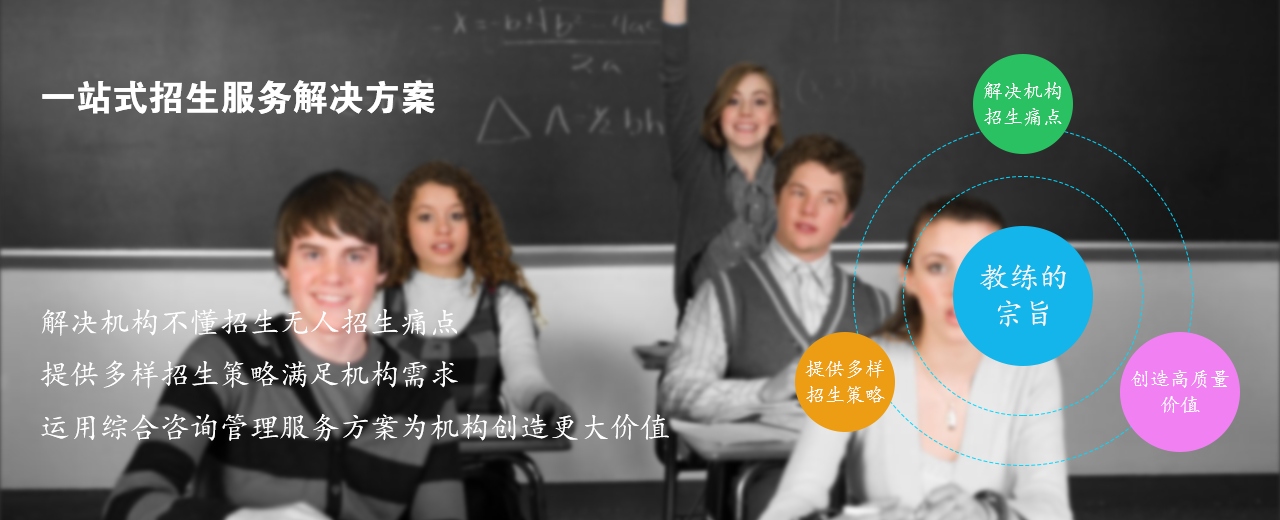 一站式招生服务解决方案
解决机构不懂招生无人招生痛点
提供多样招生策略满足机构需求
运用综合咨询管理服务方案为机构创造更大价值
解决机构
招生痛点
教练的
宗旨
提供多样
招生策略
创造高质量
价值